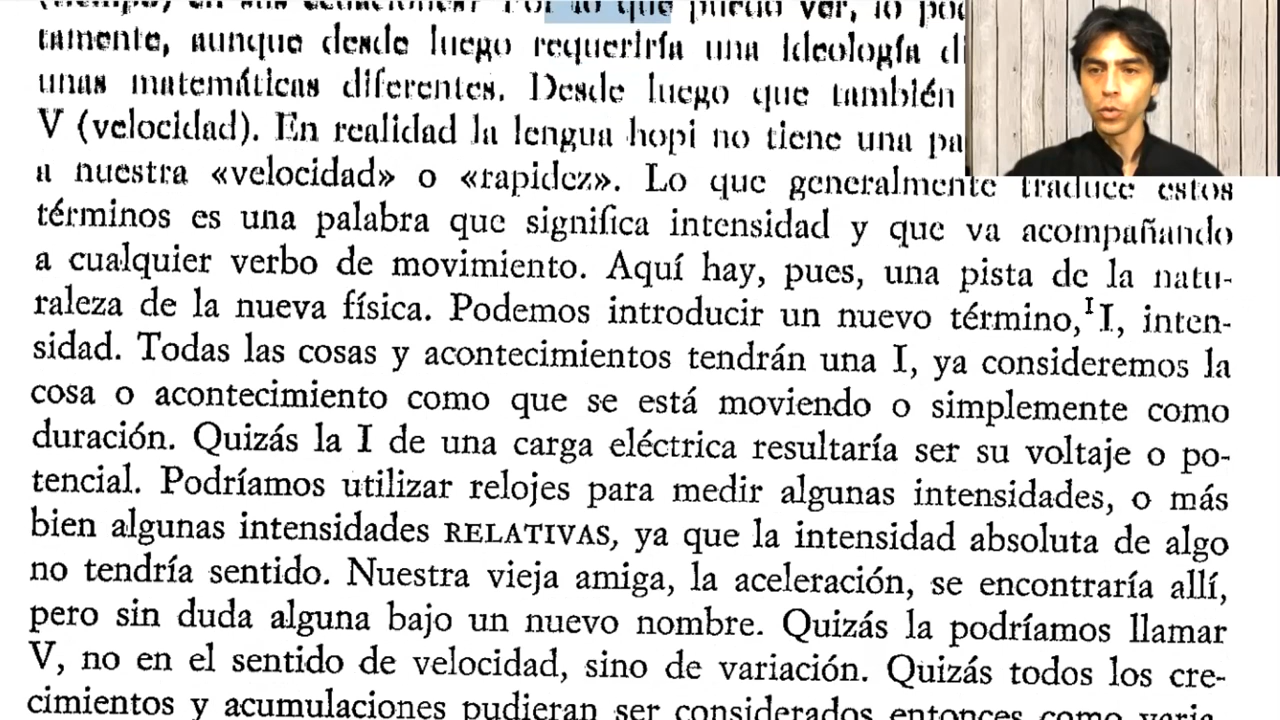 (tiempo) en sus ecuaciones? Por lo que puedo ver, lo
tamente, aunque desde luego requeriría una ideología
unas matemáticas diferentes. Desde luego que también
V (velocidad). En realidad la lengua hopi no tiene una
a nuestra «velocidad» o «rapidez». Lo que generalmente traduce estos
términos es una palabra que significa intensidad y que va acompañando
a cualquier verbo de movimiento. Aquí hay, pues, una pista de la natu-
raleza de la nueva física. Podemos introducir un nuevo término, I, inten-
sidad. Todas las cosas y acontecimientos tendrán una I, ya consideremos la
cosa o acontecimiento como que se está moviendo o simplemente como
duración. Quizás la I de una carga eléctrica resultaría ser su voltaje o po-
tencial. Podríamos utilizar relojes para medir algunas intensidades, o más
bien algunas intensidades RELATIVAS, ya que la intensidad absoluta de algo
no tendría sentido. Nuestra vieja amiga, la aceleración, se encontraría allí,
pero sin duda alguna bajo un nuevo nombre. Quizás la podríamos llamar
V, no en el sentido de velocidad, sino de variación. Quizás todos los cre-
cimientos y acumulaciones pudieran ser considerados entonces como varia-